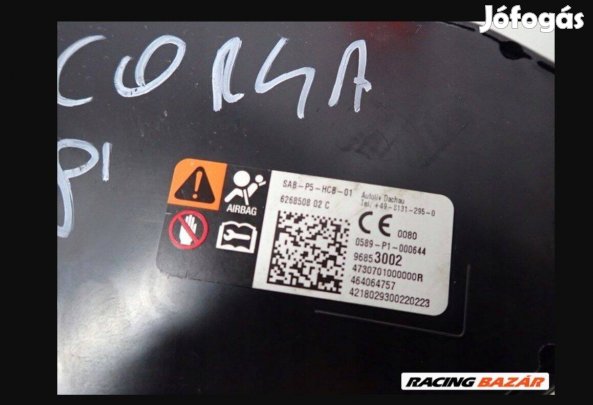 Jófogás
CORSA
AIRBAG
SAB-P5-HCB-01
6268508 02 C
Autoliv Dachau
Tel. +49-8131-295-0
CE 0080
0589-P1-000644
96853002
4730701000000R
464064757
4218029300220223
RACING BAZÁR